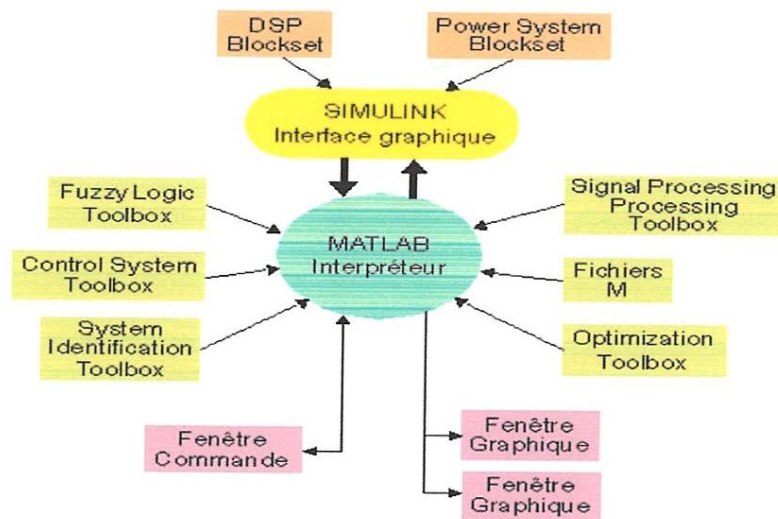 DSP
Blockset
Power System
Blockset
SIMULINK
Interface graphique
Fuzzy Logic
Toolbox
Signal Processing
Processing
Toolbox
MATLAB
Interpréteur
Control System
Toolbox
Fichiers
M
System
Identification
Toolbox
Optimization
Toolbox
Fenêtre
Commande
Fenêtre
Graphique
Fenêtre
Graphique